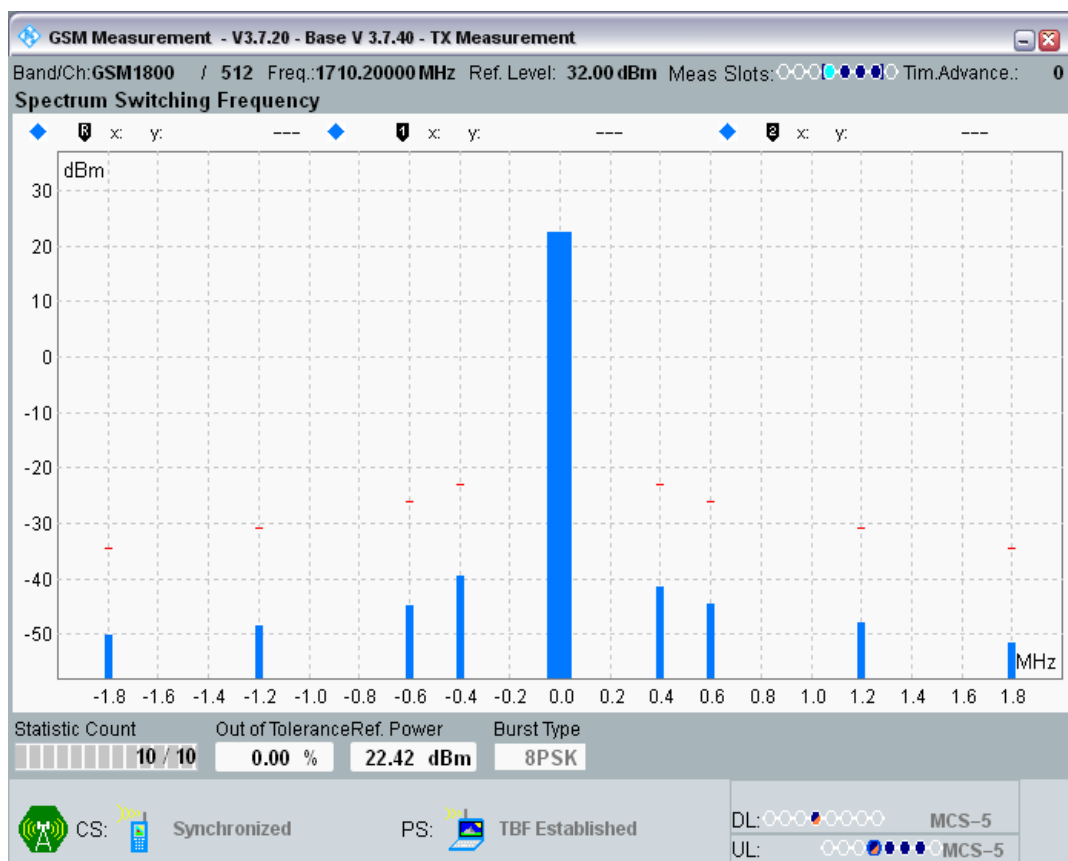 GSM Measurement - V3.7.20 - Base V 3.7.40 - TX Measurement
Band/Ch:GSM1800 / 512 Freq.:1710.20000 MHz Ref. Level: 32.00 dBm Meas Slots: Tim.Advance.: 0
Spectrum Switching Frequency
R x: y: --- 1 x: y: --- 2 x: y: ---
dBm
30
20
10
0
-10
-20
-30
-40
-50
MHz
-1.8 -1.6 -1.4 -1.2 -1.0 -0.8 -0.6 -0.4 -0.2 0.0 0.2 0.4 0.6 0.8 1.0 1.2 1.4 1.6 1.8
Statistic Count Out of Tolerance Ref. Power Burst Type
10 / 10 0.00 % 22.42 dBm 8PSK
CS: Synchronized PS: TBF Established DL: MCS-5
UL: MCS-5